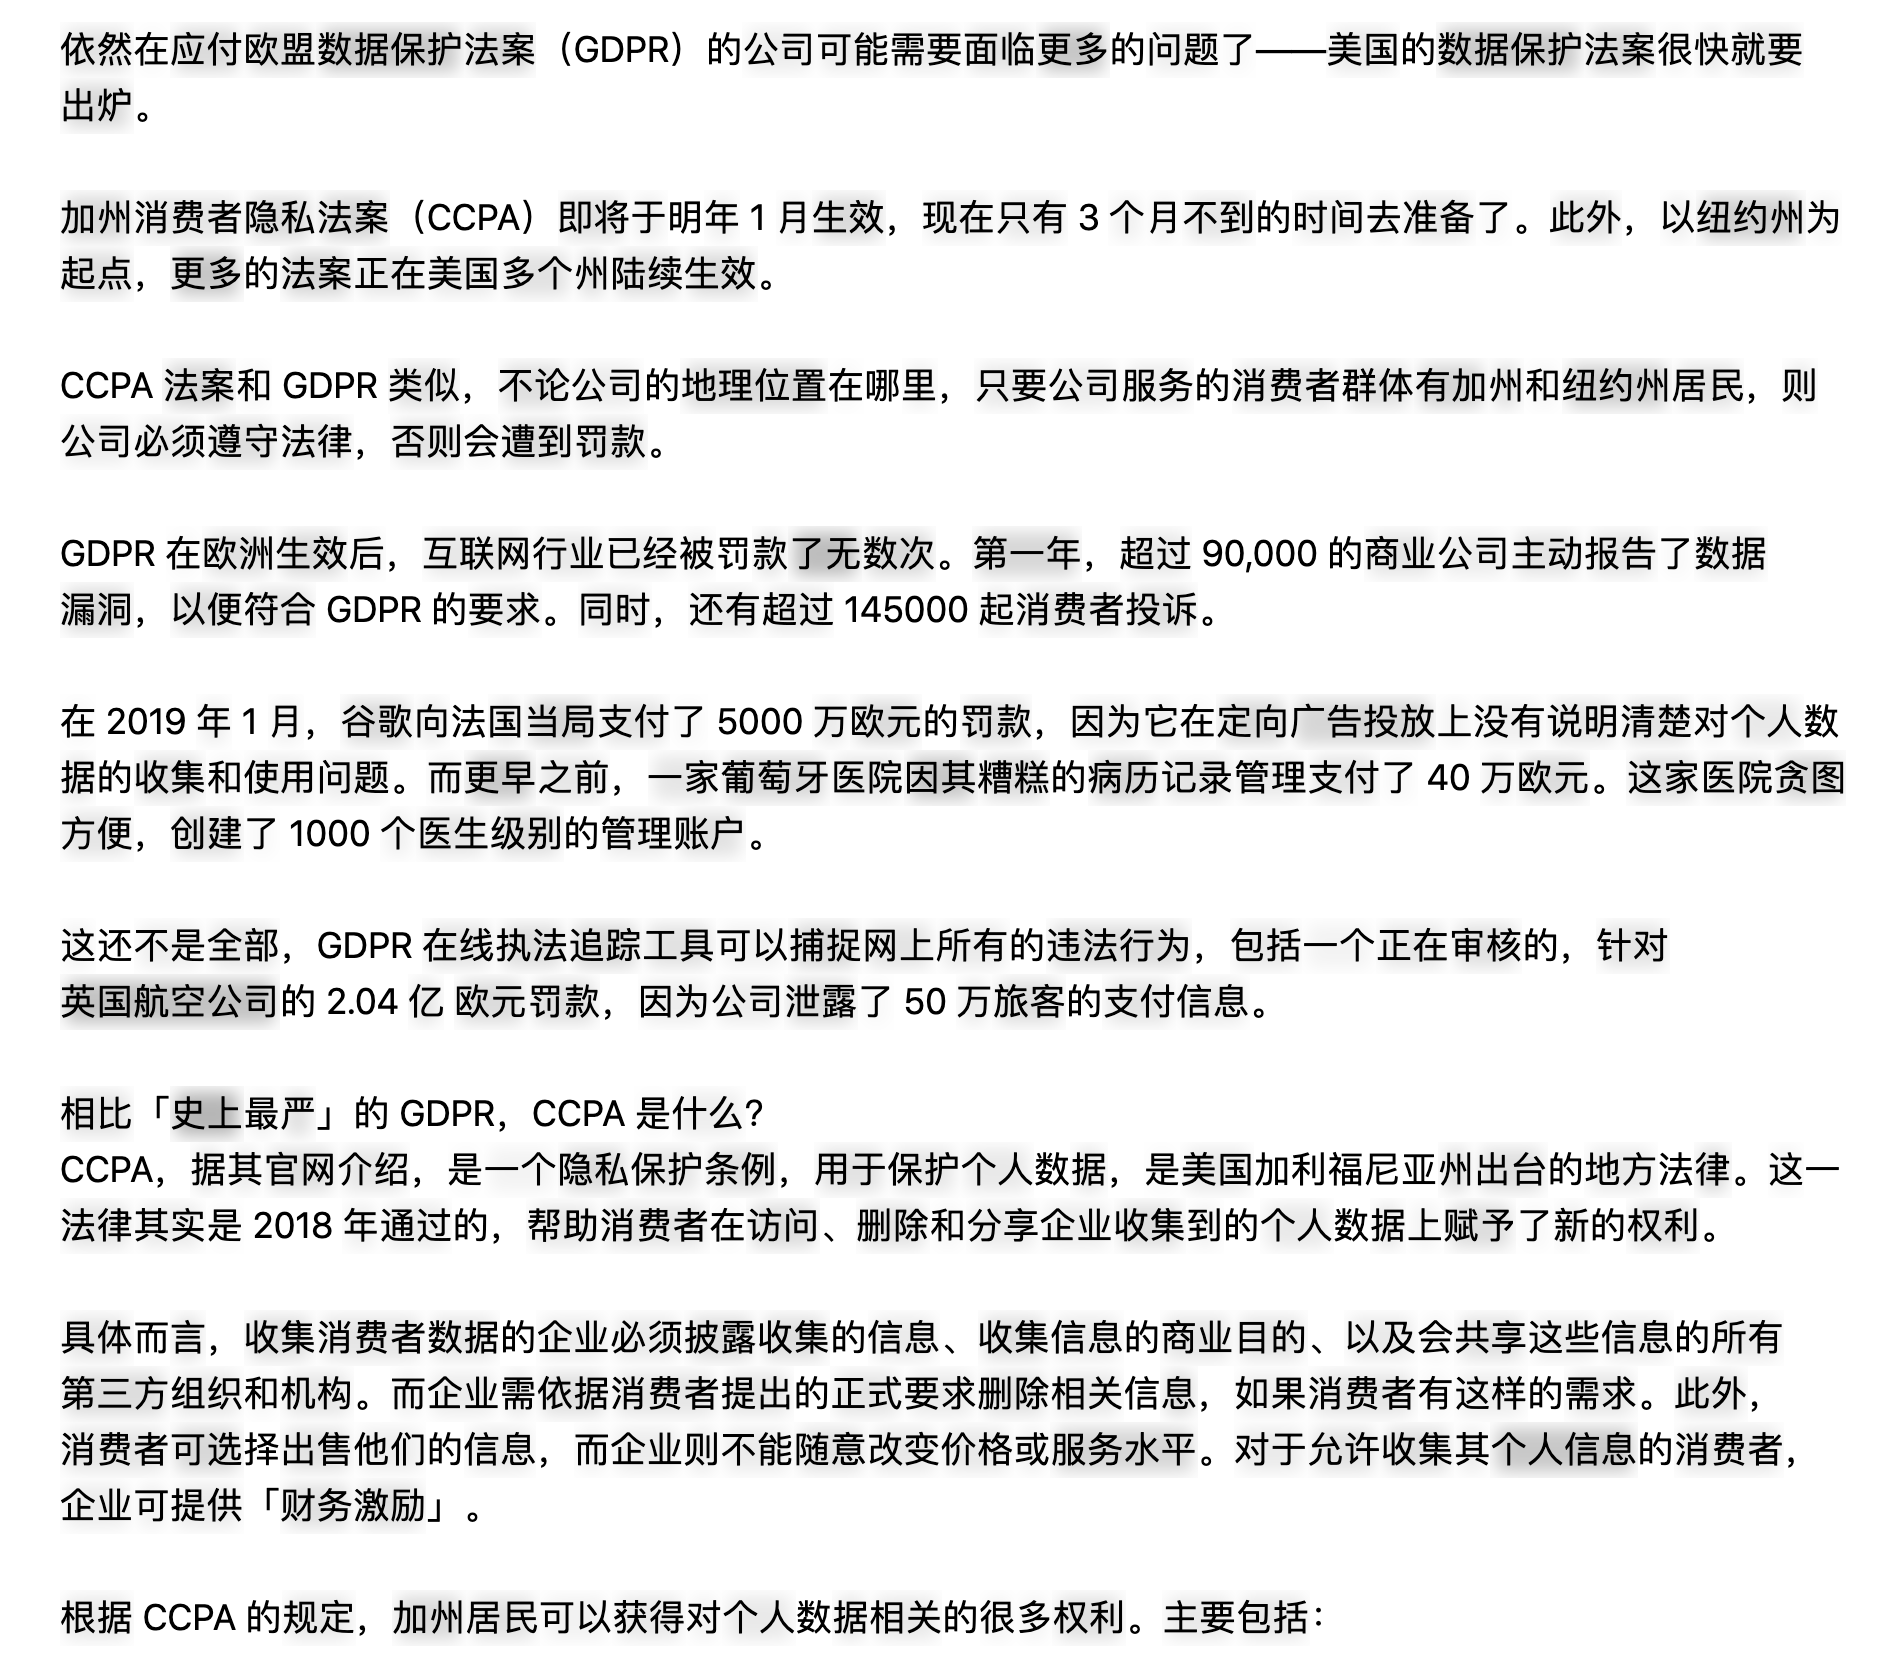 依然在应付欧盟数据保护法案（GDPR）的公司可能需要面临更多的问题了——美国的数据保护法案很快就要
出炉。
加州消费者隐私法案（CCPA）即将于明年 1 月生效，现在只有 3 个月不到的时间去准备了。此外，以纽约州为
起点，更多的法案正在美国多个州陆续生效。
CCPA 法案和 GDPR 类似，不论公司的地理位置在哪里，只要公司服务的消费者群体有加州和纽约州居民，则
公司必须遵守法律，否则会遭到罚款。
GDPR 在欧洲生效后，互联网行业已经被罚款了无数次。第一年，超过 90,000 的商业公司主动报告了数据
漏洞，以便符合 GDPR 的要求。同时，还有超过 145000 起消费者投诉。
在 2019 年 1 月，谷歌向法国当局支付了 5000 万欧元的罚款，因为它在定向广告投放上没有说明清楚对个人数
据的收集和使用问题。而更早之前，一家葡萄牙医院因其糟糕的病历记录管理支付了 40 万欧元。这家医院贪图
方便，创建了 1000 个医生级别的管理账户。
这还不是全部，GDPR 在线执法追踪工具可以捕捉网上所有的违法行为，包括一个正在审核的，针对
英国航空公司的 2.04 亿 欧元罚款，因为公司泄露了 50 万旅客的支付信息。
相比「史上最严」的 GDPR，CCPA 是什么?
CCPA，据其官网介绍，是一个隐私保护条例，用于保护个人数据，是美国加利福尼亚州出台的地方法律。这一
法律其实是 2018 年通过的，帮助消费者在访问、删除和分享企业收集到的个人数据上赋予了新的权利。
具体而言，收集消费者数据的企业必须披露收集的信息、收集信息的商业目的、以及会共享这些信息的所有
第三方组织和机构。而企业需依据消费者提出的正式要求删除相关信息，如果消费者有这样的需求。此外，
消费者可选择出售他们的信息，而企业则不能随意改变价格或服务水平。对于允许收集其个人信息的消费者，
企业可提供「财务激励」。
根据 CCPA 的规定，加州居民可以获得对个人数据相关的很多权利。主要包括：